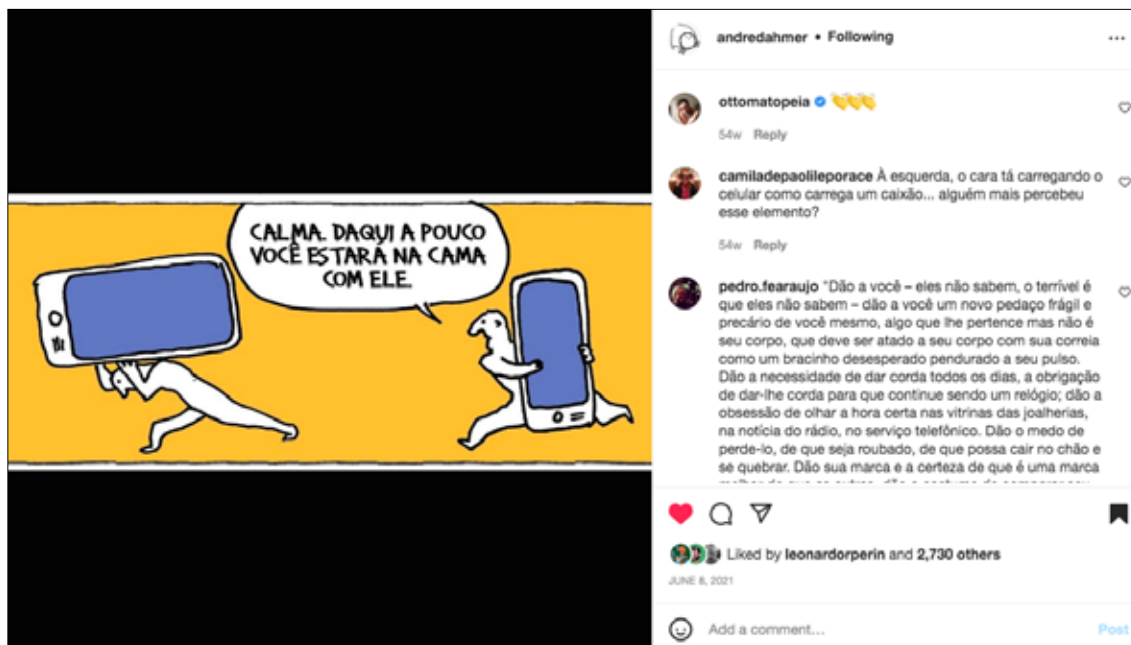 CALMA. DAQUI A POUCO
VOCÊ ESTARÁ NA CAMA
COM ELE.
andredahmer • Following
ottomatopeia
54w Reply
camiladepaolileporace À esquerda, o cara tá carregando o
celular como carrega um caixão... alguém mais percebeu
esse elemento?
54w Reply
pedro.fearaujo "Dão a você – eles não sabem, o terrível é
que eles não sabem – dão a você um novo pedaço frágil e
precário de você mesmo, algo que lhe pertence mas não é
seu corpo, que deve ser atado a seu corpo com sua correia
como um bracinho desesperado pendurado a seu pulso.
Dão a necessidade de dar corda todos os dias, a obrigação
de dar-lhe corda para que continue sendo um relógio; dão a
obsessão de olhar a hora certa nas vitrinas das joalherias,
na notícia do rádio, no serviço telefônico. Dão o medo de
perde-lo, de que seja roubado, de que possa cair no chão e
se quebrar. Dão sua marca e a certeza de que é uma marca
Liked by leonardorperin and 2,730 others
JUNE 8, 2021
Add a comment...
Post